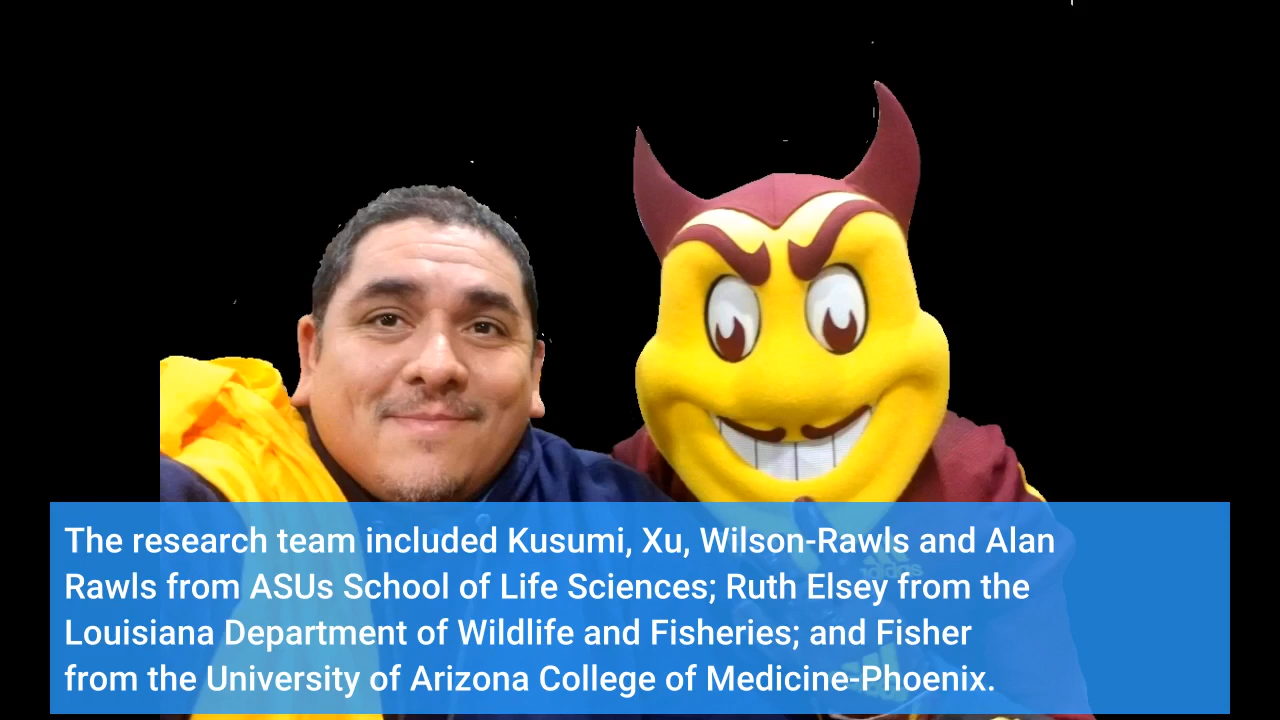 The research team included Kusumi, Xu, Wilson-Rawls and Alan
Rawls from ASUs School of Life Sciences; Ruth Elsey from the
Louisiana Department of Wildlife and Fisheries; and Fisher
from the University of Arizona College of Medicine-Phoenix.
adidas